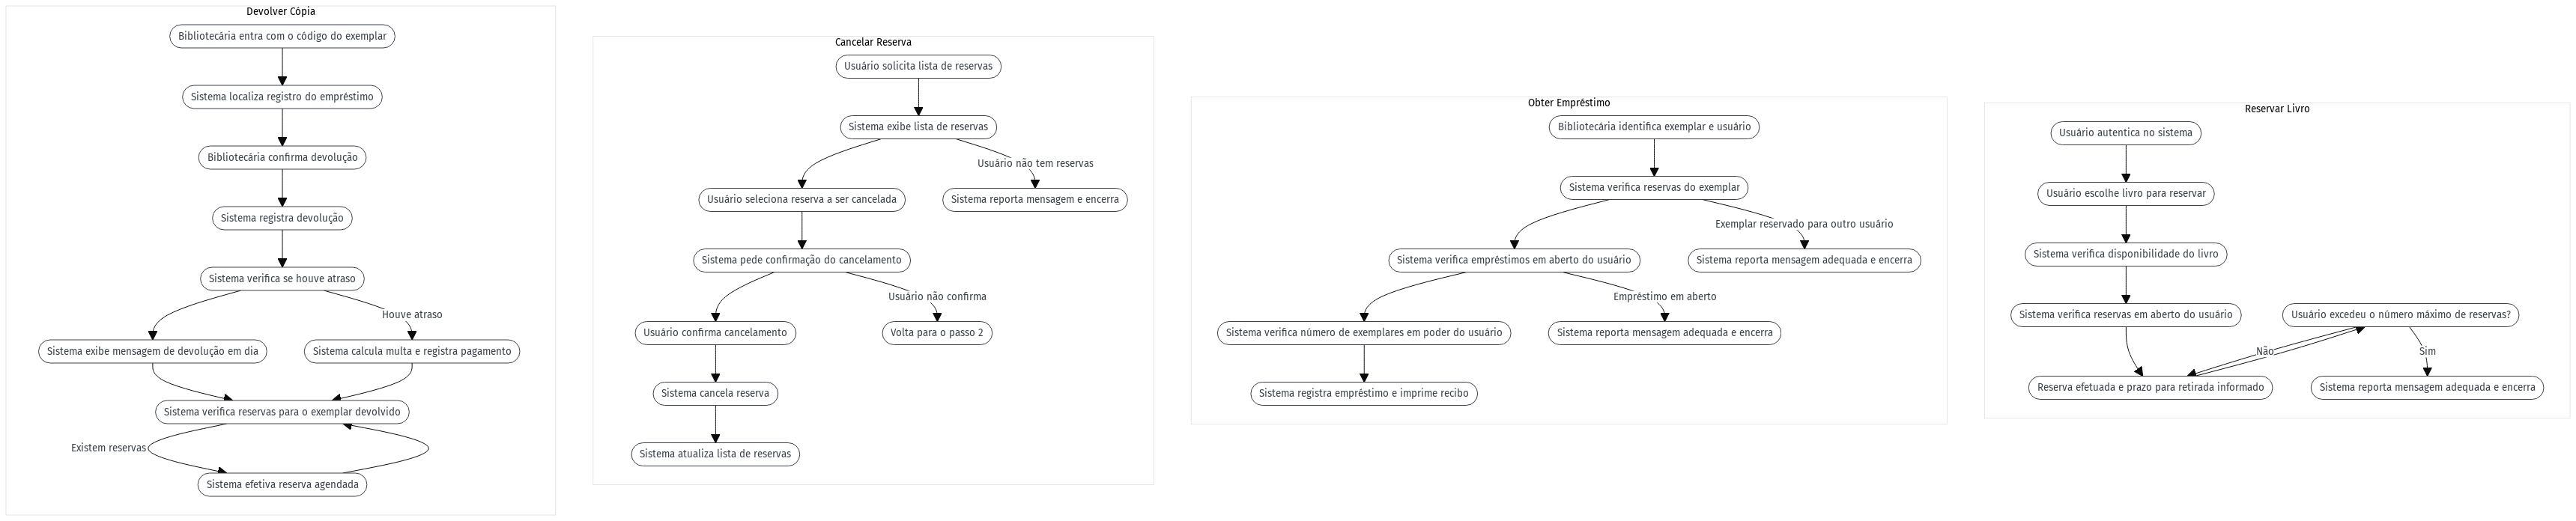 Devolver Cópia
Bibliotecária entra com o código do exemplar
Sistema localiza registro do empréstimo
Bibliotecária confirma devolução
Sistema registra devolução
Sistema verifica se houve atraso
Houve atraso
Sistema exibe mensagem de devolução em dia
Sistema calcula multa e registra pagamento
Sistema verifica reservas para o exemplar devolvido
Existem reservas
Sistema efetiva reserva agendada
Cancelar Reserva
Usuário solicita lista de reservas
Sistema exibe lista de reservas
Usuário não tem reservas
Usuário seleciona reserva a ser cancelada
Sistema reporta mensagem e encerra
Sistema pede confirmação do cancelamento
Usuário não confirma
Usuário confirma cancelamento
Volta para o passo 2
Sistema cancela reserva
Sistema atualiza lista de reservas
Obter Empréstimo
Bibliotecária identifica exemplar e usuário
Sistema verifica reservas do exemplar
Exemplar reservado para outro usuário
Sistema verifica empréstimos em aberto do usuário
Sistema reporta mensagem adequada e encerra
Empréstimo em aberto
Sistema verifica número de exemplares em poder do usuário
Sistema reporta mensagem adequada e encerra
Sistema registra empréstimo e imprime recibo
Reservar Livro
Usuário autentica no sistema
Usuário escolhe livro para reservar
Sistema verifica disponibilidade do livro
Sistema verifica reservas em aberto do usuário
Usuário excedeu o número máximo de reservas?
Não
Sim
Reserva efetuada e prazo para retirada informado
Sistema reporta mensagem adequada e encerra